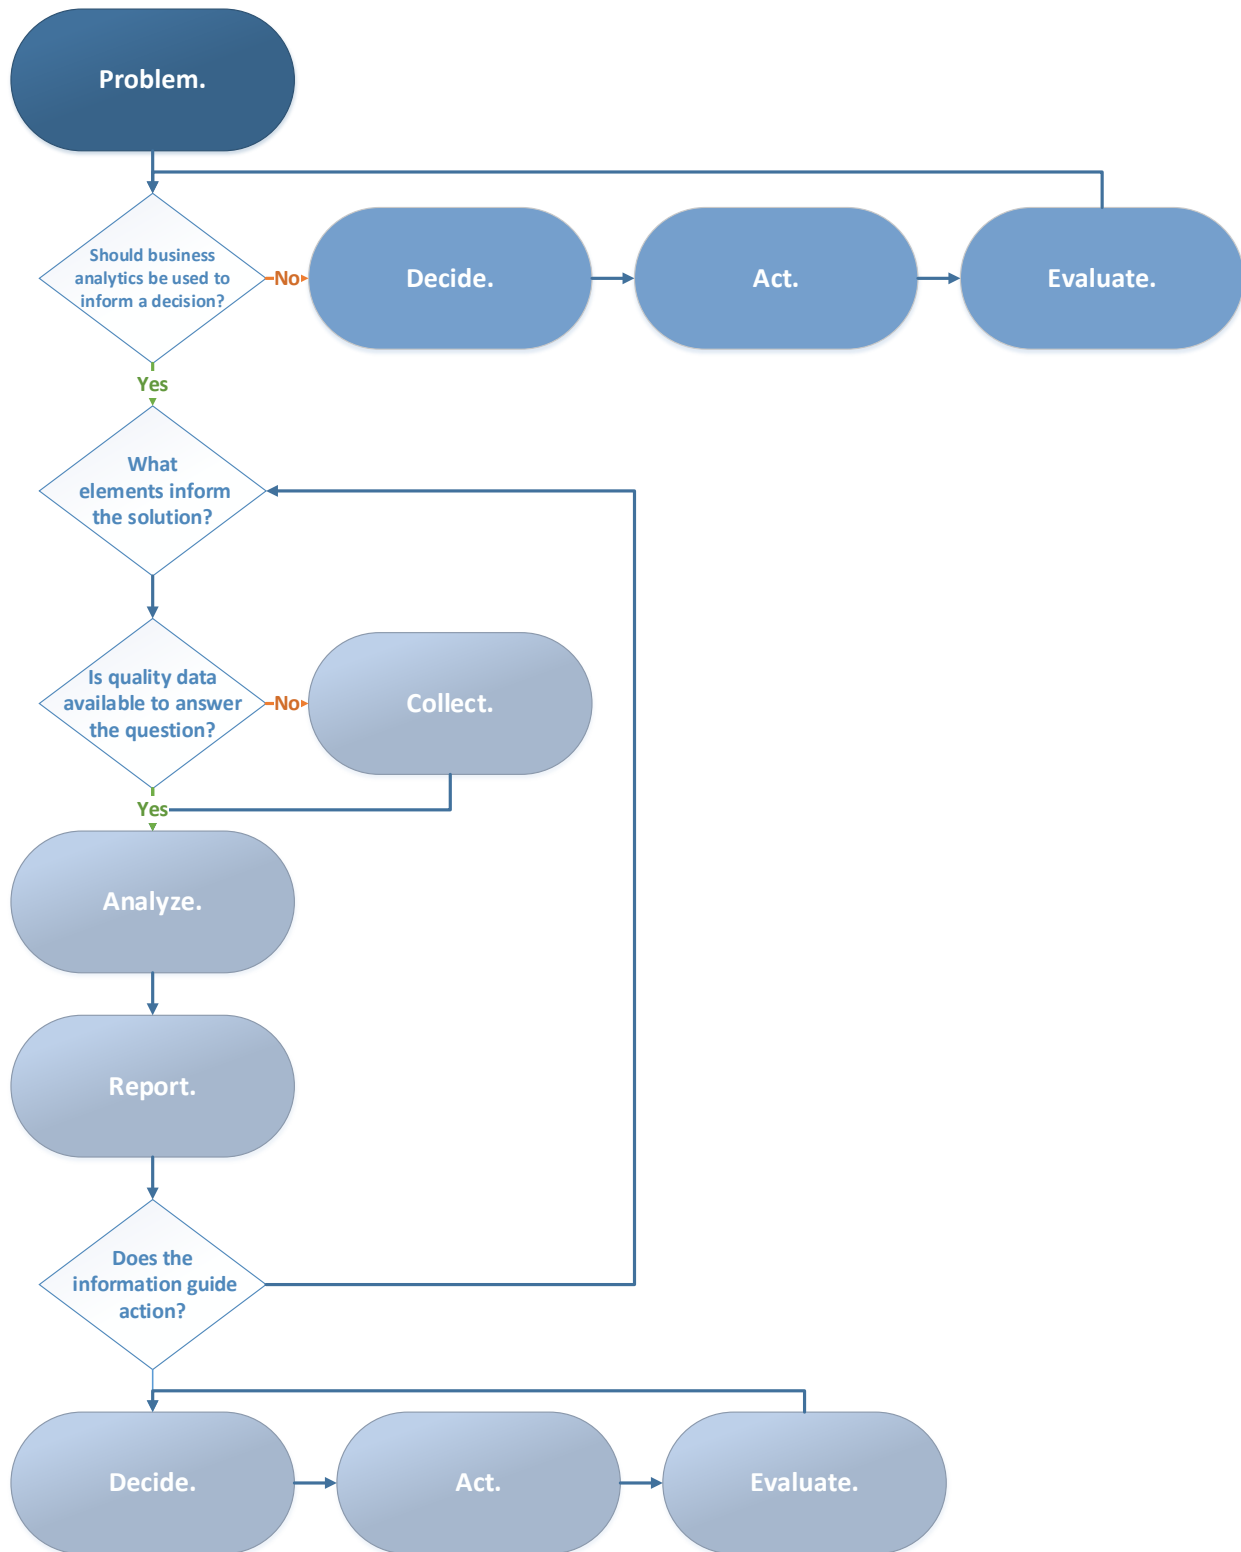 Problem.
Should business
analytics be used to
inform a decision?
No
Decide.
Act.
Evaluate.
Yes
What
elements inform
the solution?
Is quality data
available to answer
the question?
No
Collect.
Yes
Analyze.
Report.
Does the
information guide
action?
Decide.
Act.
Evaluate.